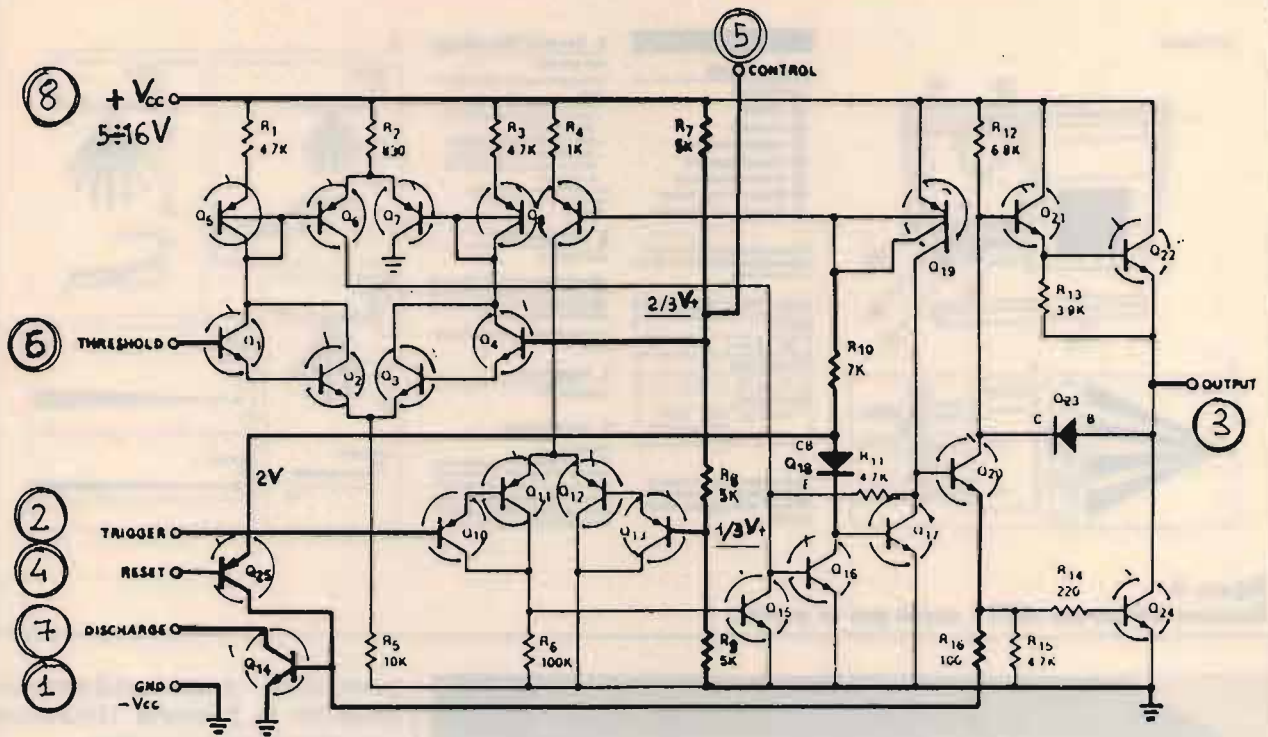 5
CONTROL
8 + Vcc
5÷16V
R1
4.7K
R2
830
R3
4.7K
R4
1K
R7
5K
R12
6.8K
Q5
Q6
Q7
Q19
Q21
Q22
R13
3.9K
2/3V+
6 THRESHOLD
Q1
Q2
Q3
Q4
R10
7K
OUTPUT
3
Q23
C B
CB
Q18
E
R11
4.7K
Q20
2V
Q11
Q12
R8
5K
2 TRIGGER
Q10
Q13
1/3V+
Q17
4 RESET
Q25
Q16
Q15
R14
220
Q24
7 DISCHARGE
Q14
R5
10K
R6
100K
R9
5K
R16
100
R15
4.7K
1 GND
-Vcc